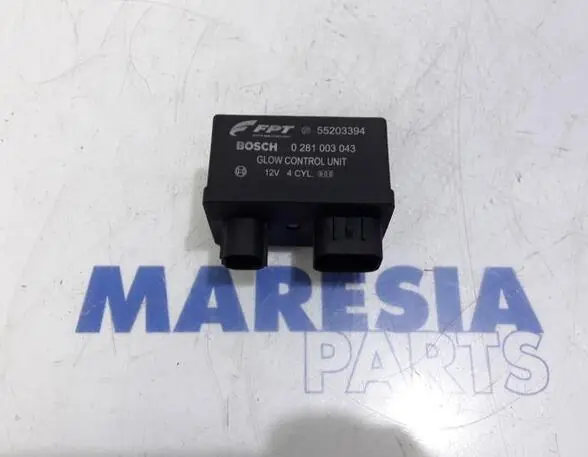 FPT 55203394
BOSCH 0 281 003 043
GLOW CONTROL UNIT
12V 4 CYL.
MARESIA
PARTS